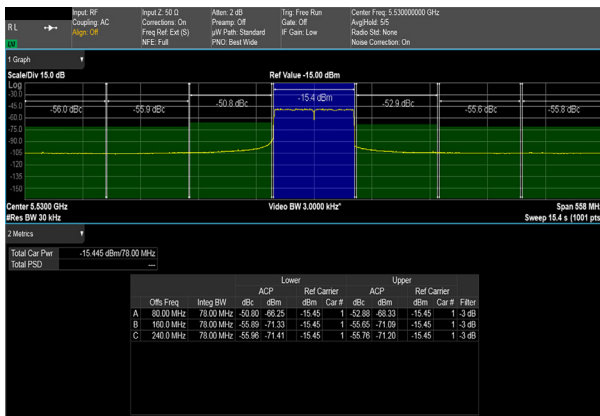 Input: RF Input Z: 50 Ω Atten: 2 dB Trig: Free Run Center Freq: 5.530000000 GHz
R L Coupling: AC Corrections: On Preamp: Off Gate: Off Avg|Hold: 5/5
Align: Off Freq Ref: Ext (S) µW Path: Standard IF Gain: Low Radio Std: None
NFE: Full PNO: Best Wide Noise Correction: On
1 Graph
Scale/Div 15.0 dB Ref Value -15.00 dBm
Log
-30.0
-45.0 -56.0 dBc -55.9 dBc -50.8 dBc -15.4 dBm -52.9 dBc -55.6 dBc -55.8 dBc
-60.0
-75.0
-90.0
-105
-120
-135
-150
Center 5.5300 GHz Video BW 3.0000 kHz* Span 558 MH
#Res BW 30 kHz Sweep 15.4 s (1001 pts
2 Metrics
Total Car Pwr -15.445 dBm/78.00 MHz
Total PSD ---
Lower Upper
ACP Ref Carrier ACP Ref Carrier
Offs Freq Integ BW dBc dBm dBm Car # dBc dBm dBm Car # Filter
A 80.00 MHz 78.00 MHz -50.80 -66.25 -15.45 1 -52.88 -68.33 -15.45 1 -3 dB
B 160.0 MHz 78.00 MHz -55.89 -71.33 -15.45 1 -55.65 -71.09 -15.45 1 -3 dB
C 240.0 MHz 78.00 MHz -55.96 -71.41 -15.45 1 -55.76 -71.20 -15.45 1 -3 dB